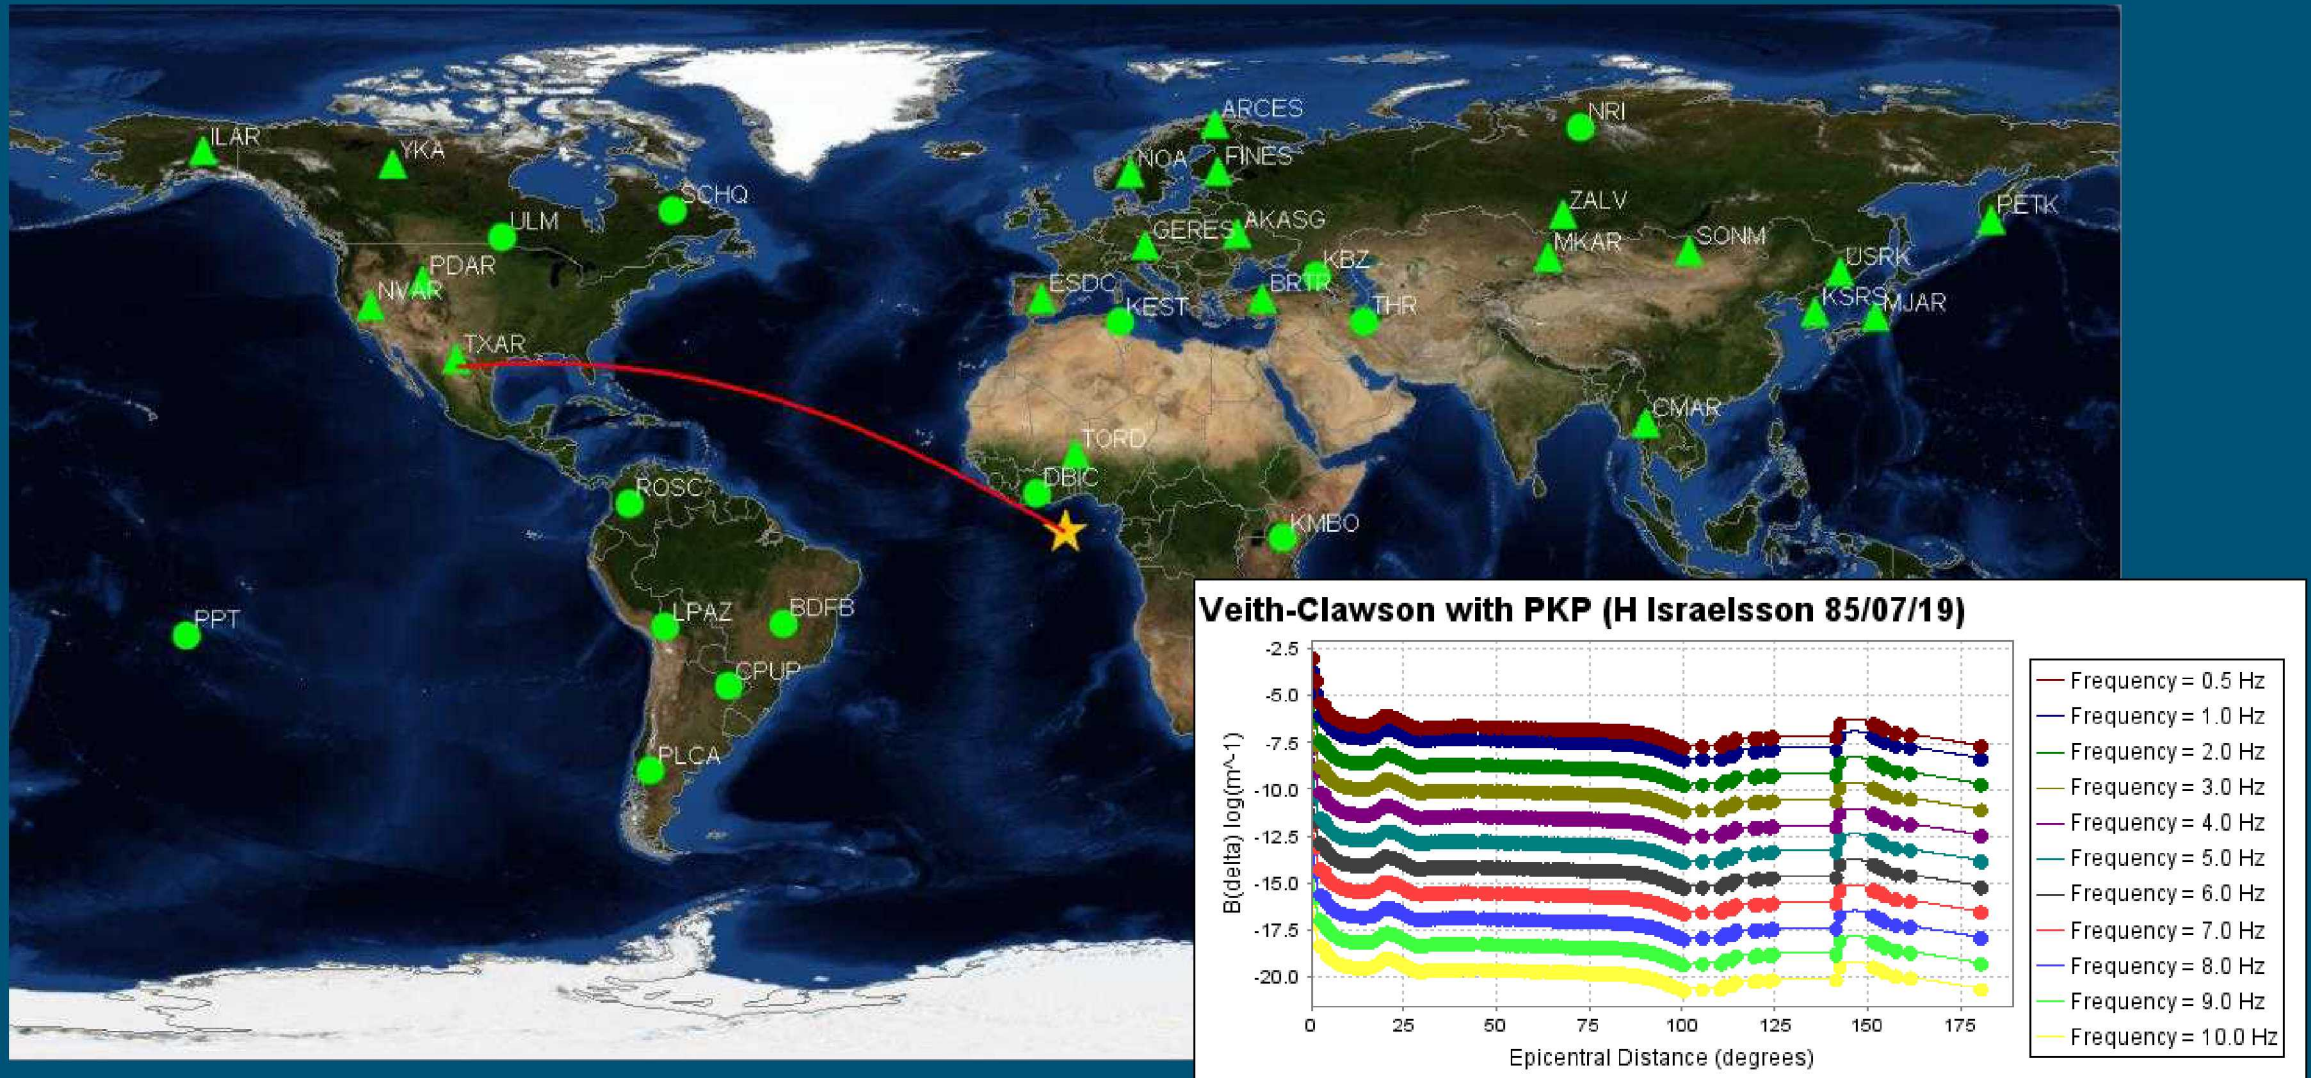 ARCES
NRI
ILAR
YKA
NOA
FINES
SCHQ
ZALV
PETK
ULM
GERES
AKASG
PDAR
KBZ
MKAR
SONM
USRK
NVAR
ESDC
KEST
BRTR
THR
KSRS
MJAR
TXAR
CMAR
TORD
DBIC
ROSC
KMBO
PPT
LPAZ
BDFB
CPUP
PLCA
Veith-Clawson with PKP (H Israelsson 85/07/19)
B(delta) log(m^-1)
-2.5
-5.0
-7.5
-10.0
-12.5
-15.0
-17.5
-20.0
0 25 50 75 100 125 150 175
Epicentral Distance (degrees)
Frequency = 0.5 Hz
Frequency = 1.0 Hz
Frequency = 2.0 Hz
Frequency = 3.0 Hz
Frequency = 4.0 Hz
Frequency = 5.0 Hz
Frequency = 6.0 Hz
Frequency = 7.0 Hz
Frequency = 8.0 Hz
Frequency = 9.0 Hz
Frequency = 10.0 Hz